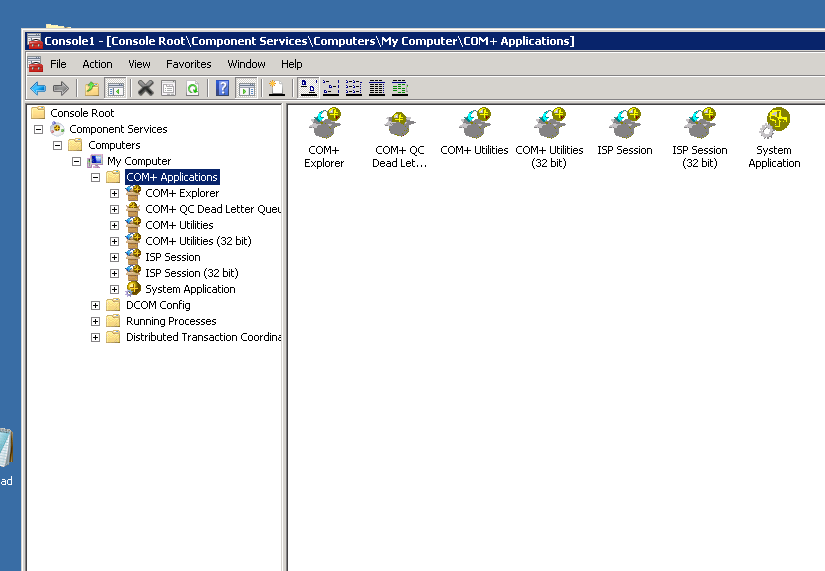 Console1 - [Console Root\Component Services\Computers\My Computer\COM+ Applications]
File Action View Favorites Window Help
Console Root
Component Services
Computers
My Computer
COM+ Applications
COM+ Explorer
COM+ QC Dead Letter Queu
COM+ Utilities
COM+ Utilities (32 bit)
ISP Session
ISP Session (32 bit)
System Application
DCOM Config
Running Processes
Distributed Transaction Coordina
COM+
Explorer
COM+ QC
Dead Let...
COM+ Utilities
COM+ Utilities
(32 bit)
ISP Session
ISP Session
(32 bit)
System
Application
ad